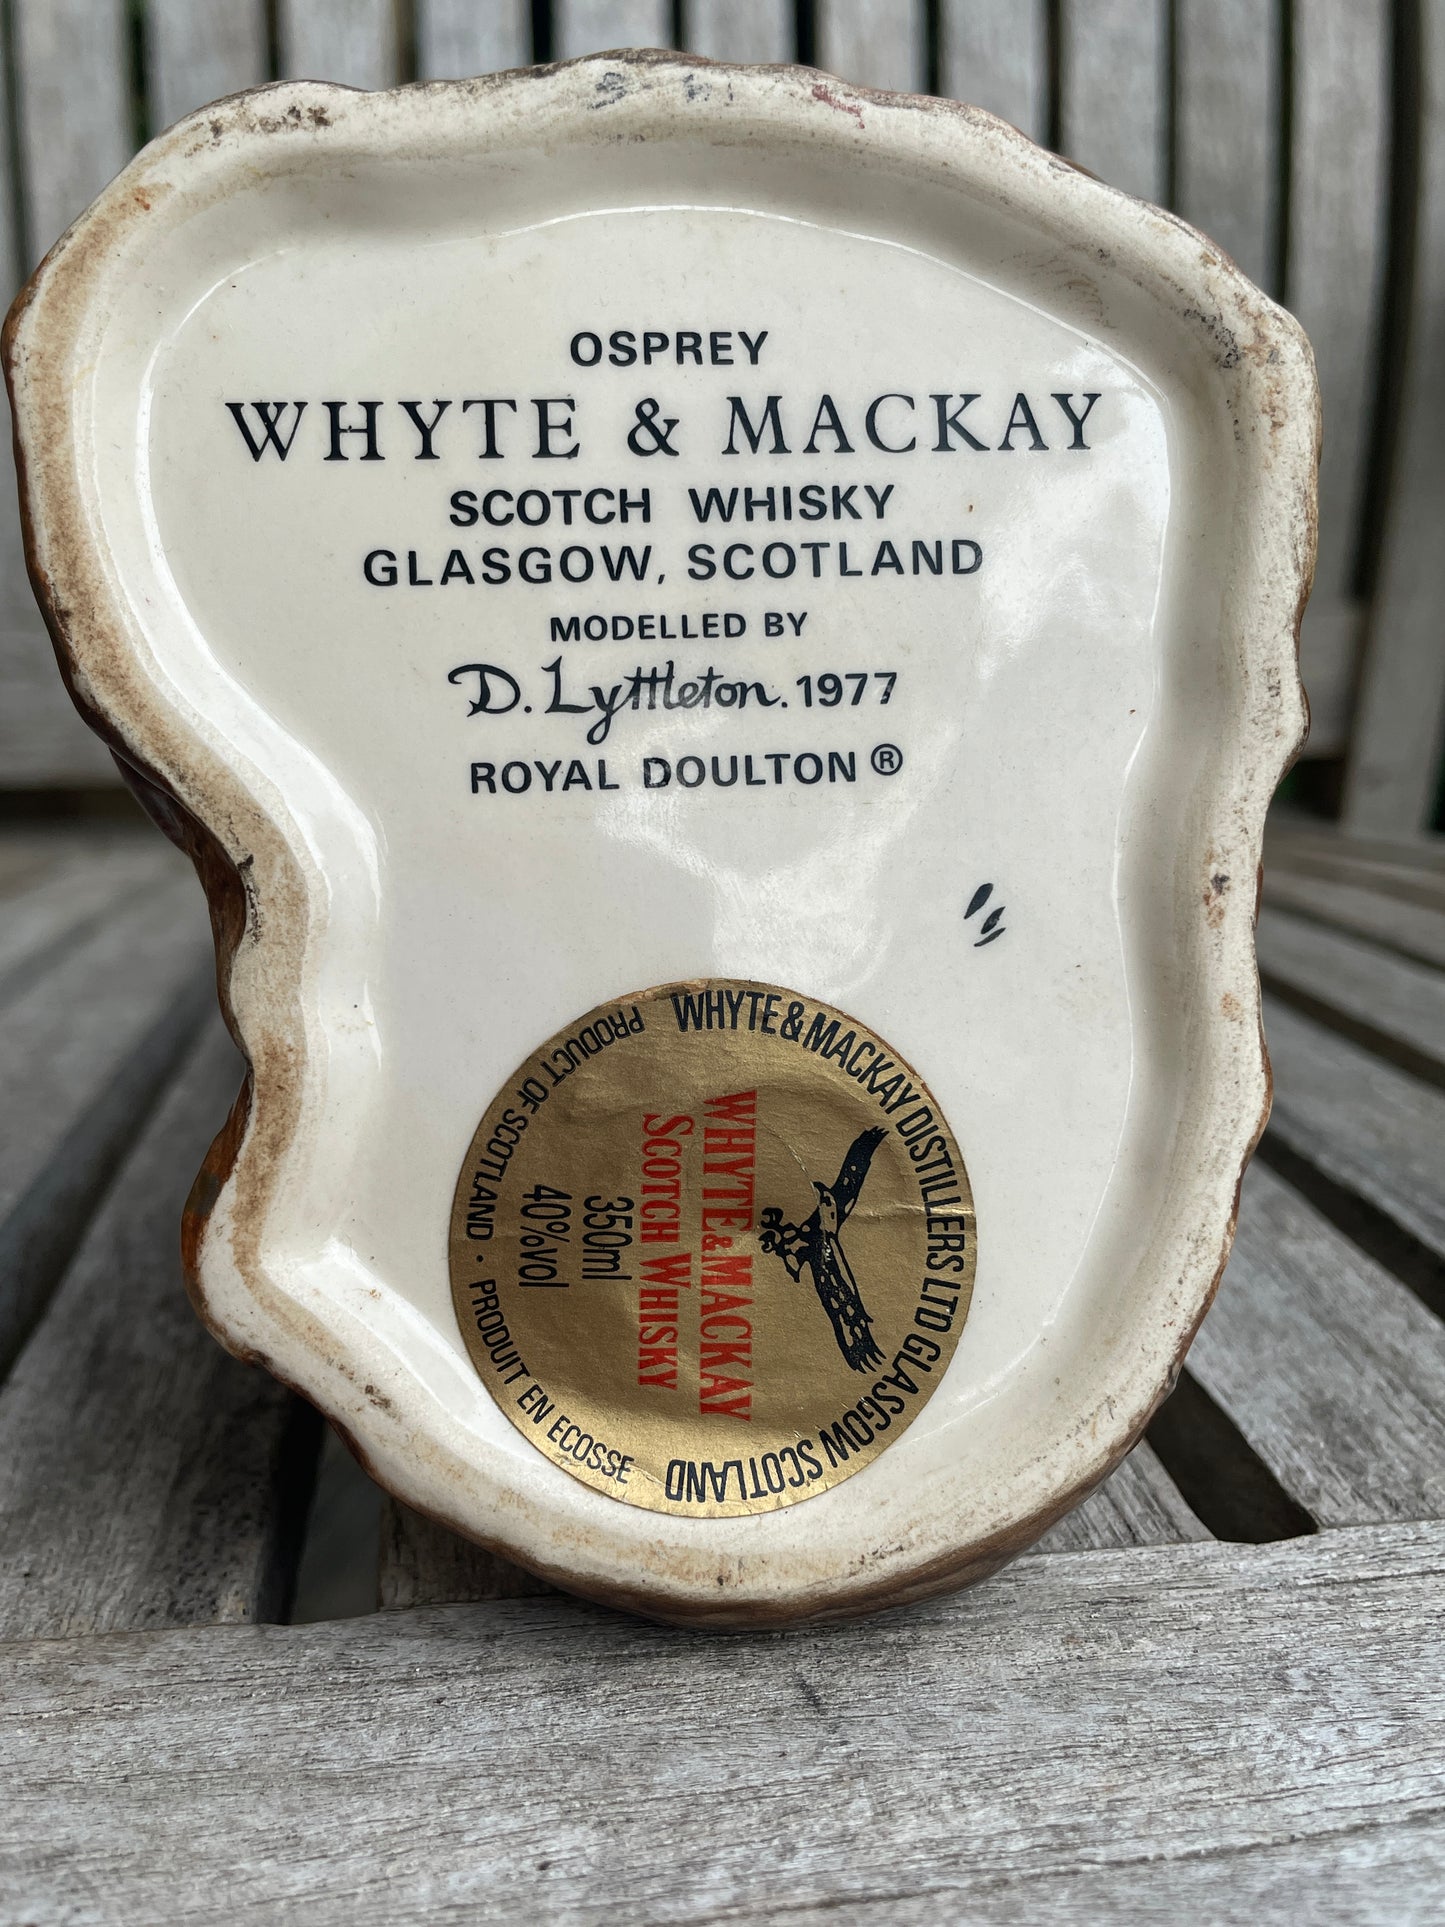 OSPREY
WHYTE & MACKAY
SCOTCH WHISKY
GLASGOW, SCOTLAND
MODELLED BY
D. Lyttleton. 1977
ROYAL DOULTON ®
WHYTE & MACKAY DISTILLERS LTD GLASGOW SCOTLAND
WHYTE & MACKAY
SCOTCH WHISKY
350ml
40%vol
PRODUCT OF SCOTLAND · PRODUIT EN ECOSSE